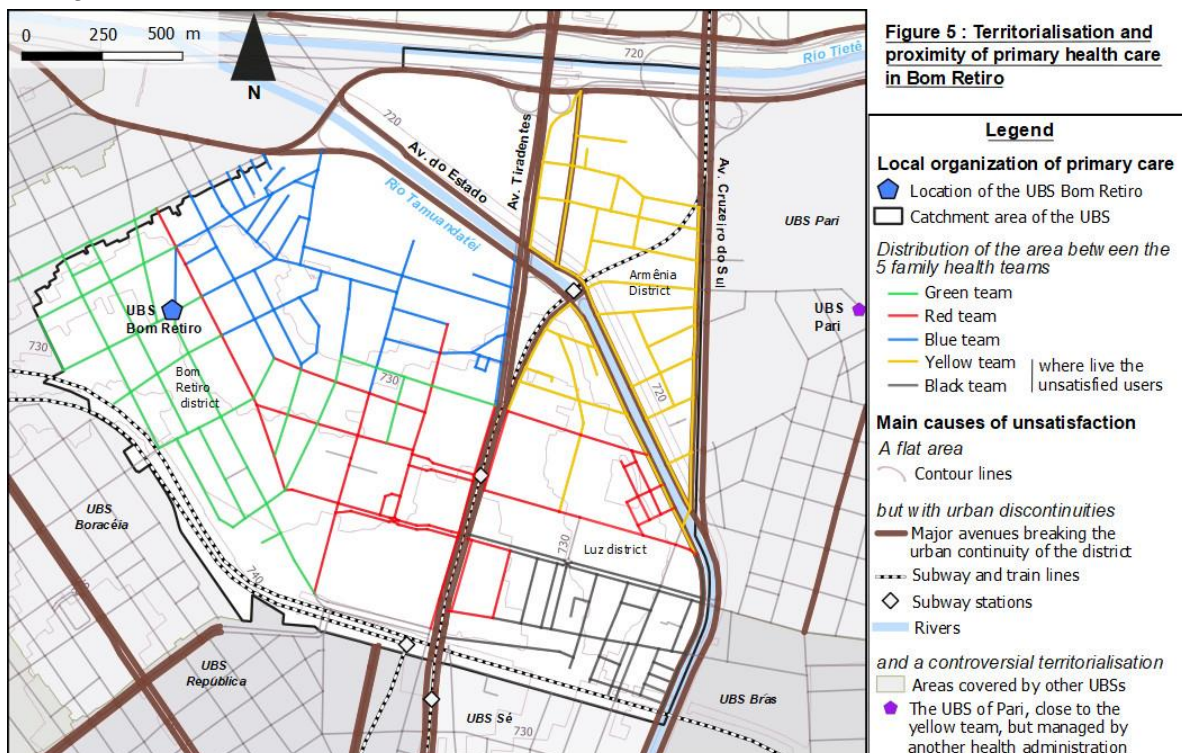 0 250 500 m
N
720
Rio Tietê
720
Av. do Estado
Av. Tiradentes
Rio Tamuandateí
Av. Cruzeiro do Sul
UBS Pari
Armênia
District
UBS
Pari
UBS
Bom Retiro
730
Bom
Retiro
district
730
720
UBS
Boracéia
730
Luz district
740
UBS
República
UBS Sé
730
UBS Brás
Figure 5 : Territorialisation and
proximity of primary health care
in Bom Retiro
Legend
Local organization of primary care
Location of the UBS Bom Retiro
Catchment area of the UBS
Distribution of the area between the
5 family health teams
Green team
Red team
Blue team
Yellow team
Black team
where live the
unsatisfied users
Main causes of unsatisfaction
A flat area
Contour lines
but with urban discontinuities
Major avenues breaking the
urban continuity of the district
Subway and train lines
Subway stations
Rivers
and a controversial territorialisation
Areas covered by other UBSs
The UBS of Pari, close to the
yellow team, but managed by
another health administration